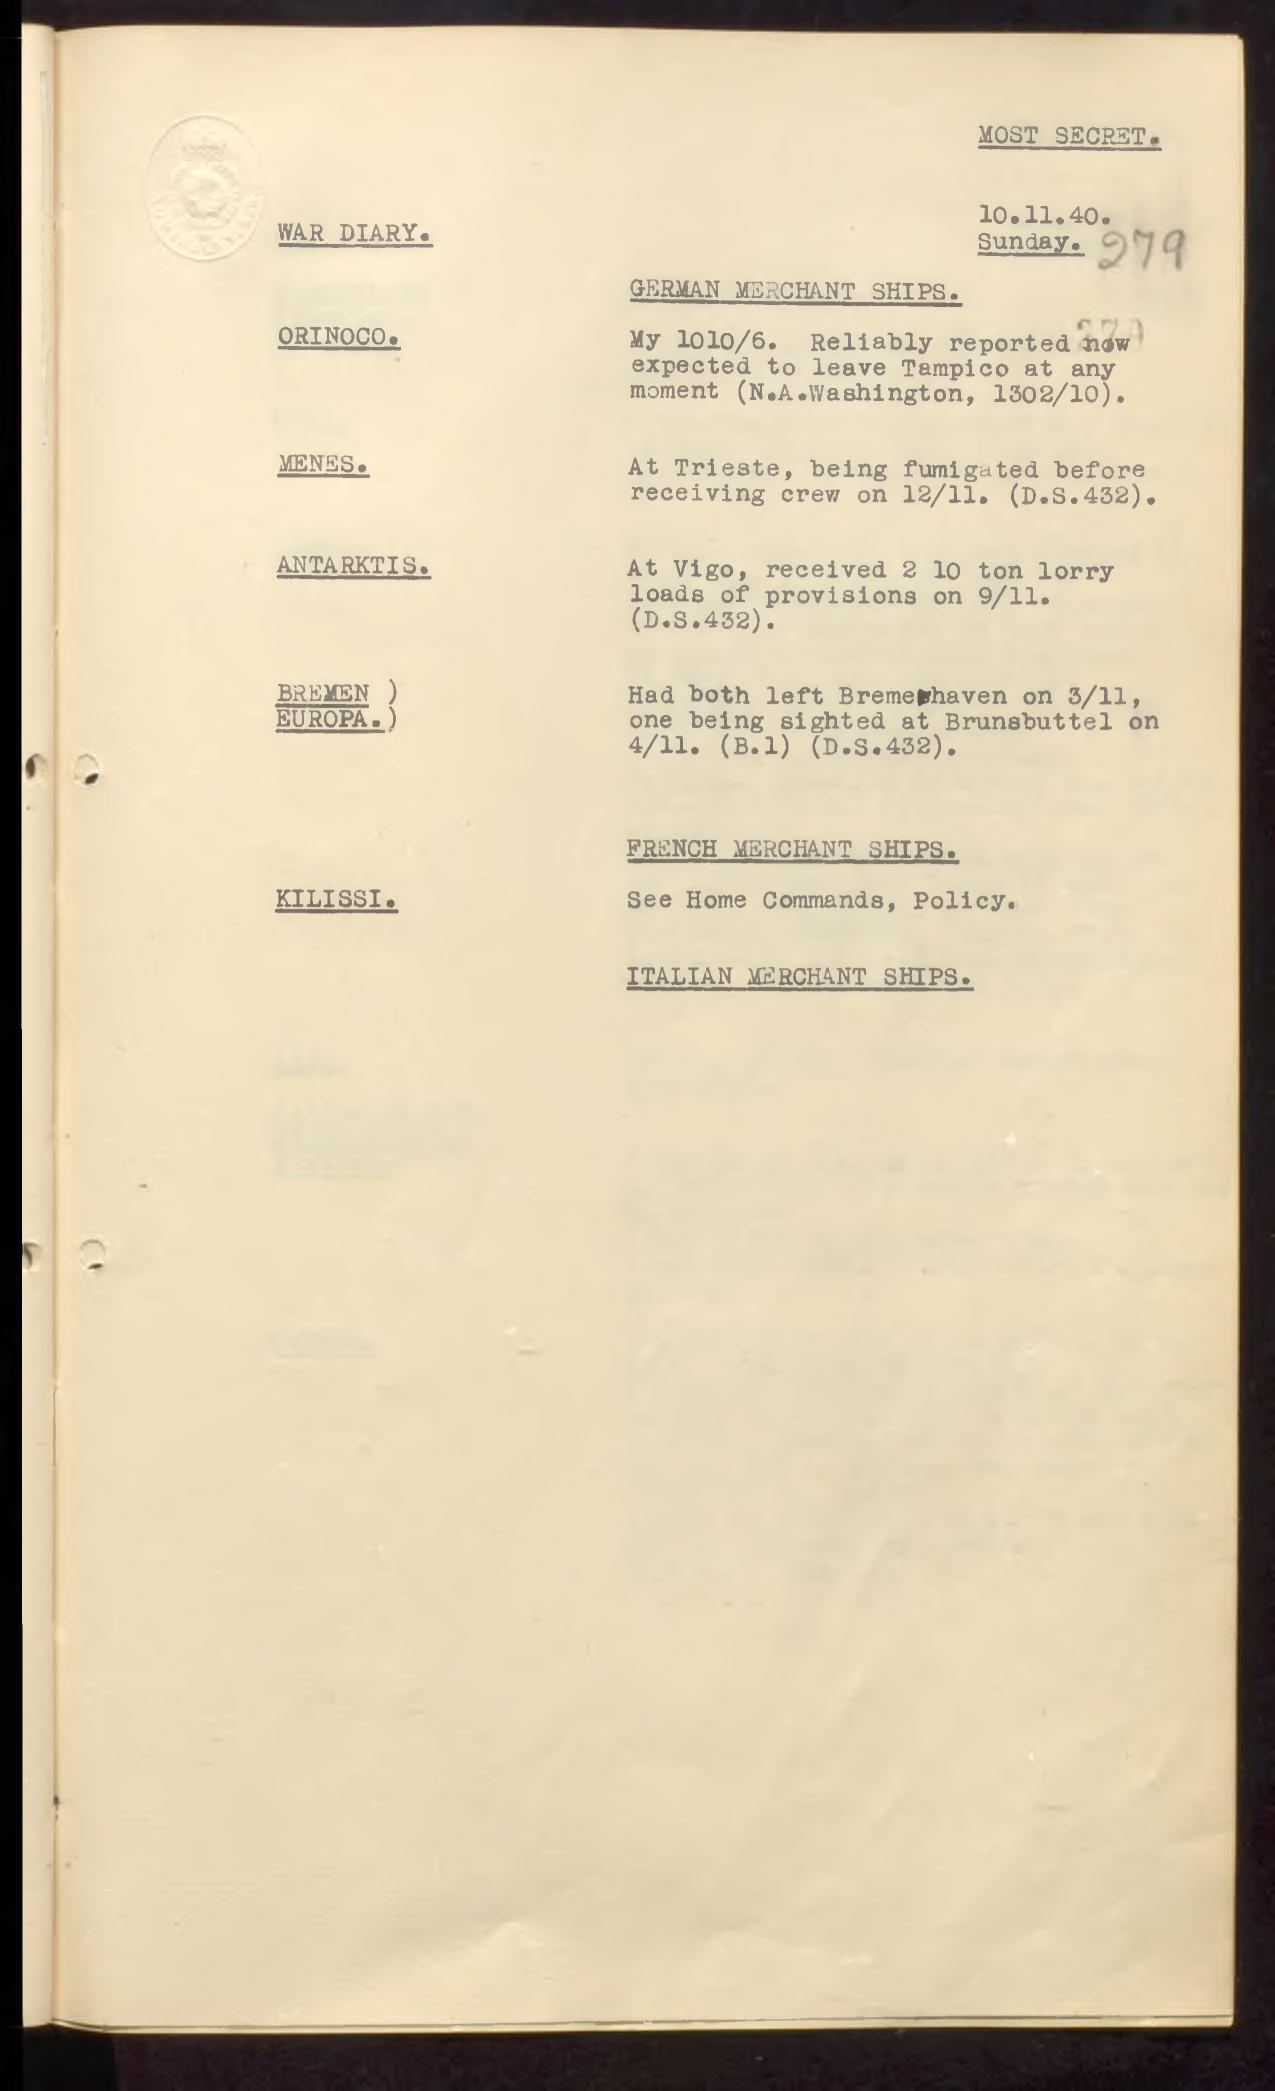 MOST SECRET.
10.11.40.
WAR DIARY.
Sunday. 279
GERMAN MERCHANT SHIPS.
ORINOCO. My 1010/6. Reliably reported now
expected to leave Tampico at any
moment (N.A.Washington, 1302/10).
MENES. At Trieste, being fumigated before
receiving crew on 12/11. (D.S.432).
ANTARKTIS. At Vigo, received 2 10 ton lorry
loads of provisions on 9/11.
(D.S.432).
BREMEN ) Had both left Bremerhaven on 3/11,
EUROPA.) one being sighted at Brunsbuttel on
4/11. (B.1) (D.S.432).
FRENCH MERCHANT SHIPS.
KILISSI. See Home Commands, Policy.
ITALIAN MERCHANT SHIPS.